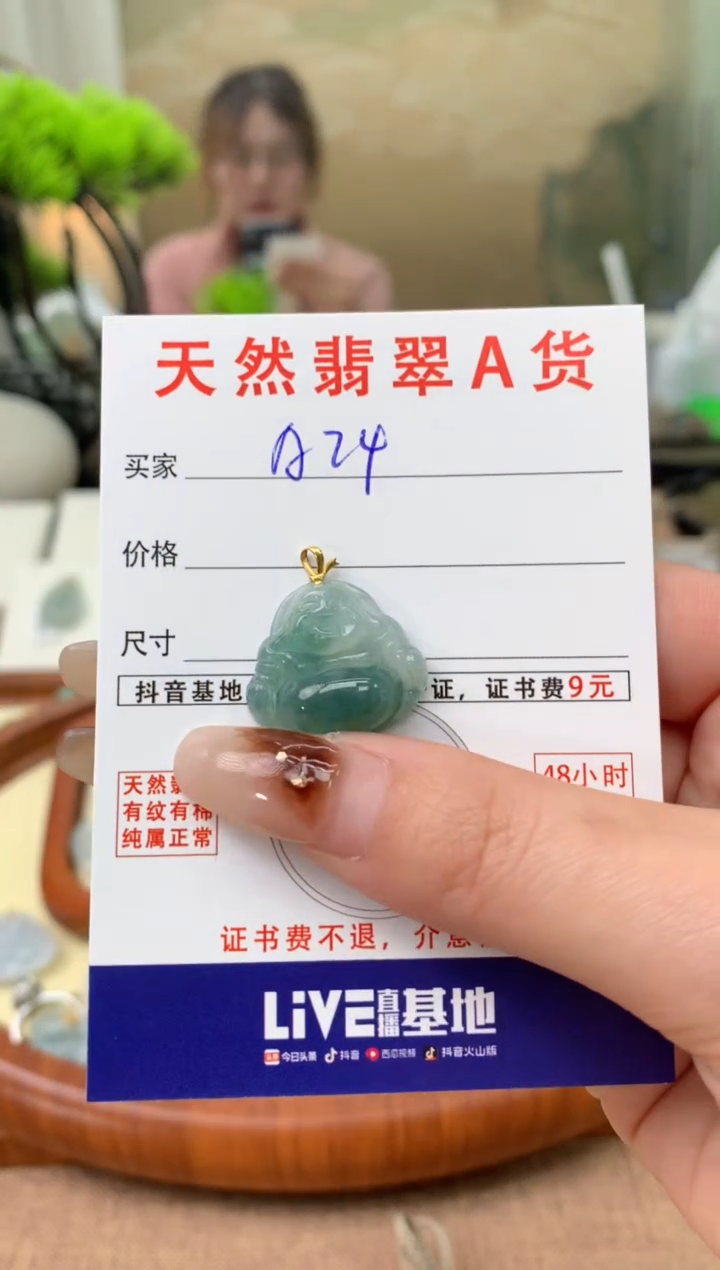 天然翡翠A货
买家 A24
价格
尺寸
抖音基地 证，证书费9元
天然
有纹有棉
纯属正常
48小时
证书费不退，介意
LiVE直播基地
今日头条 抖音 西瓜视频 抖音火山版